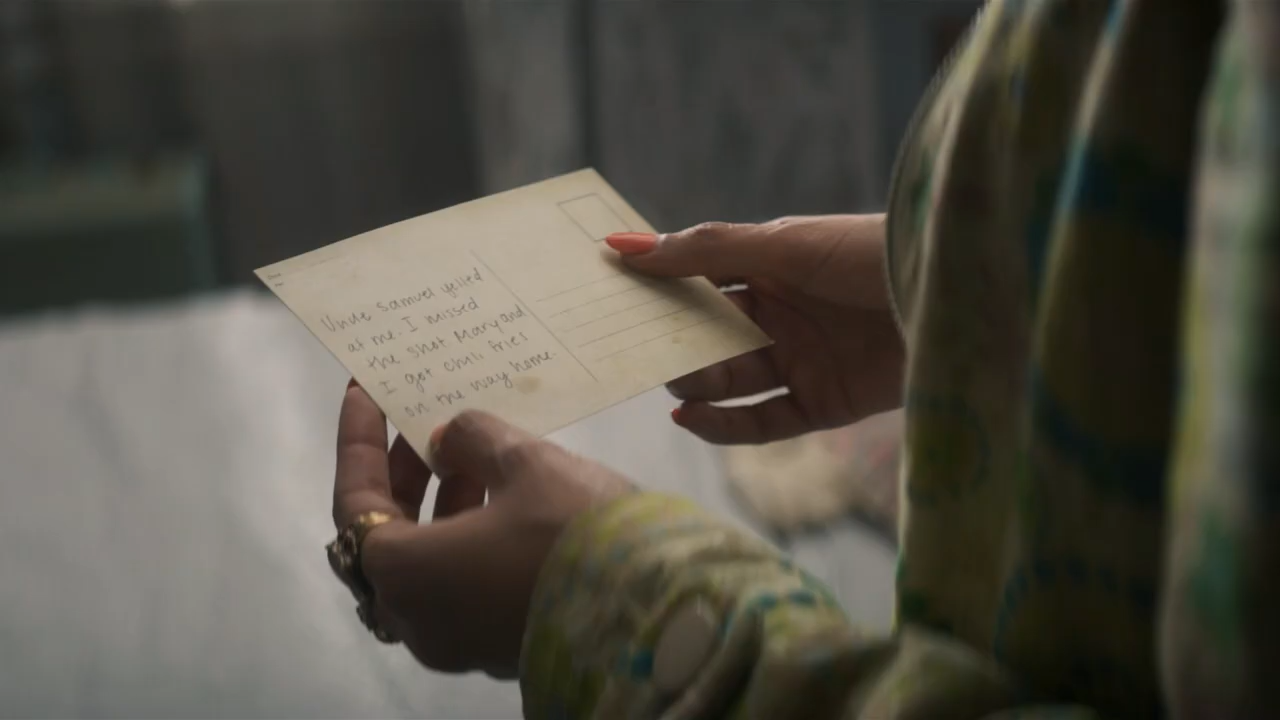 Uncle Samuel yelled
at me. I missed
the shot Mary and
I got chili fries
on the way home.